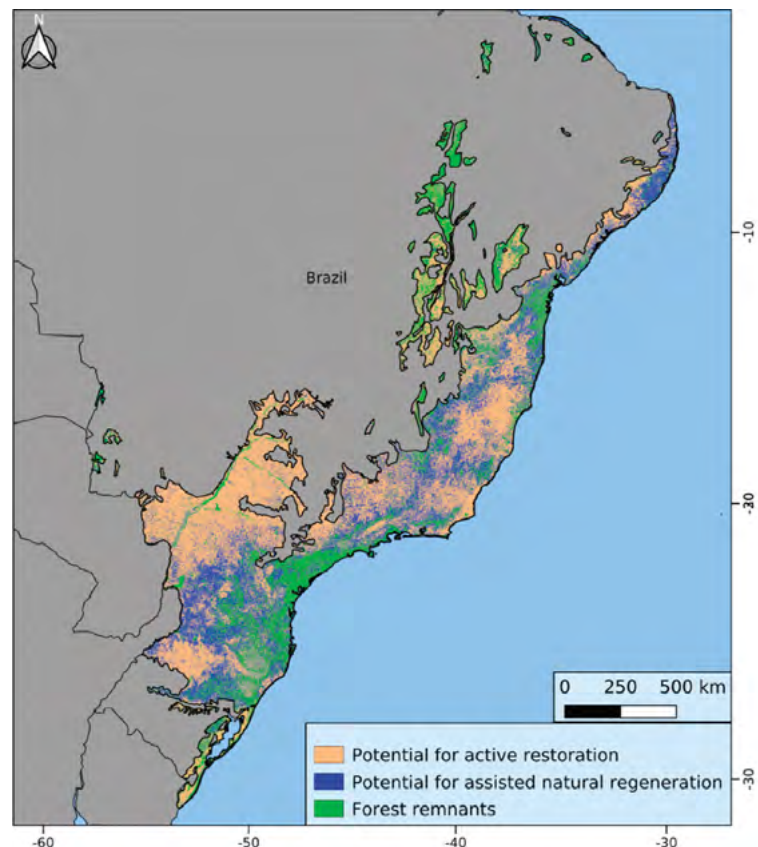 N
Brazil
-10
-20
-30
0 250 500 km
Potential for active restoration
Potential for assisted natural regeneration
Forest remnants
-60 -50 -40 -30